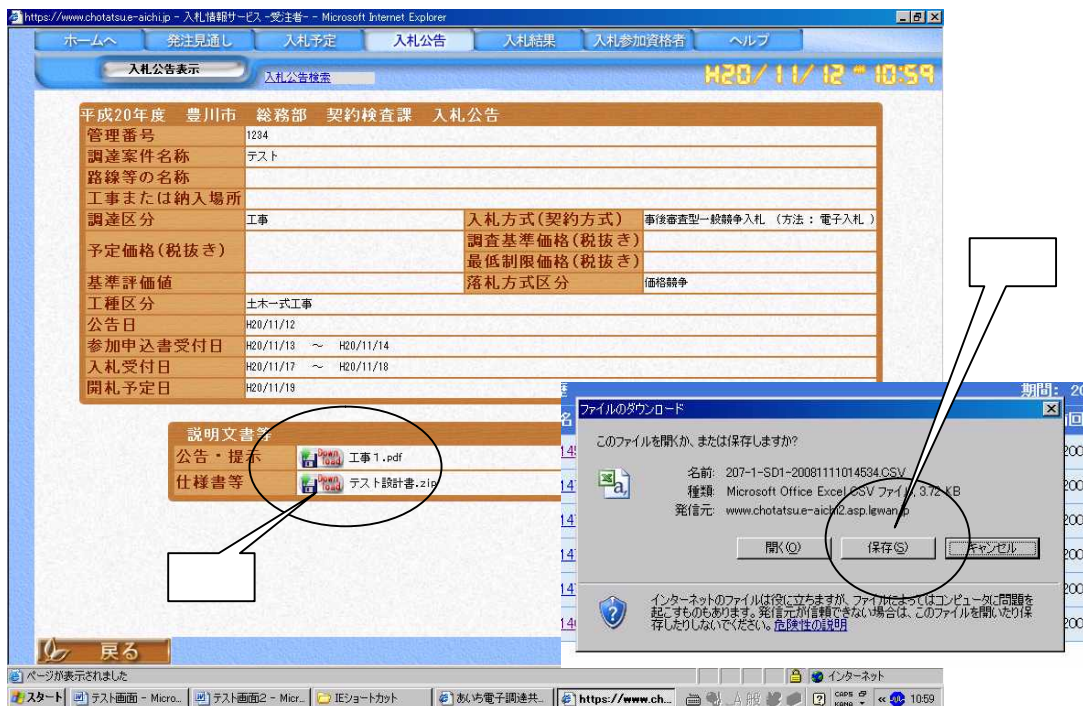 https://www.chotatsu.e-aichi.jp - 入札情報サービス -受注者- - Microsoft Internet Explorer
ホームへ 発注見通し 入札予定 入札公告 入札結果 入札参加資格者 ヘルプ
入札公告表示 入札公告検索 H20/11/12 AM 10:59
平成20年度 豊川市 総務部 契約検査課 入札公告
管理番号 1234
調達案件名称 テスト
路線等の名称
工事または納入場所
調達区分 工事 入札方式(契約方式) 事後審査型一般競争入札 (方法：電子入札)
予定価格(税抜き) 調査基準価格(税抜き)
最低制限価格(税抜き)
基準評価値 落札方式区分 価格競争
工種区分 土木一式工事
公告日 H20/11/12
参加申込書受付日 H20/11/13 ～ H20/11/14
入札受付日 H20/11/17 ～ H20/11/18
開札予定日 H20/11/19
説明文書等
公告・提示 Down load 工事1.pdf
仕様書等 Down load テスト設計書.zip
期間: 20
ファイルのダウンロード
このファイルを開くか、または保存しますか?
名前: 207-1-SD1-20081111014534.CSV
種類: Microsoft Office Excel CSV ファイル, 3.72 KB
発信元: www.chotatsu.e-aichi2.asp.lgwan.jp
開く(O) 保存(S) キャンセル
インターネットのファイルは役に立ちますが、ファイルによってはコンピュータに問題を
起こすものもあります。発信元が信頼できない場合は、このファイルを開いたり保
存したりしないでください。危険性の説明
戻る
ページが表示されました インターネット
スタート テスト画面 - Micro... テスト画面2 - Micr... IEショートカット あいち電子調達共... https://www.ch... A 般 CAPS KANA « 10:59